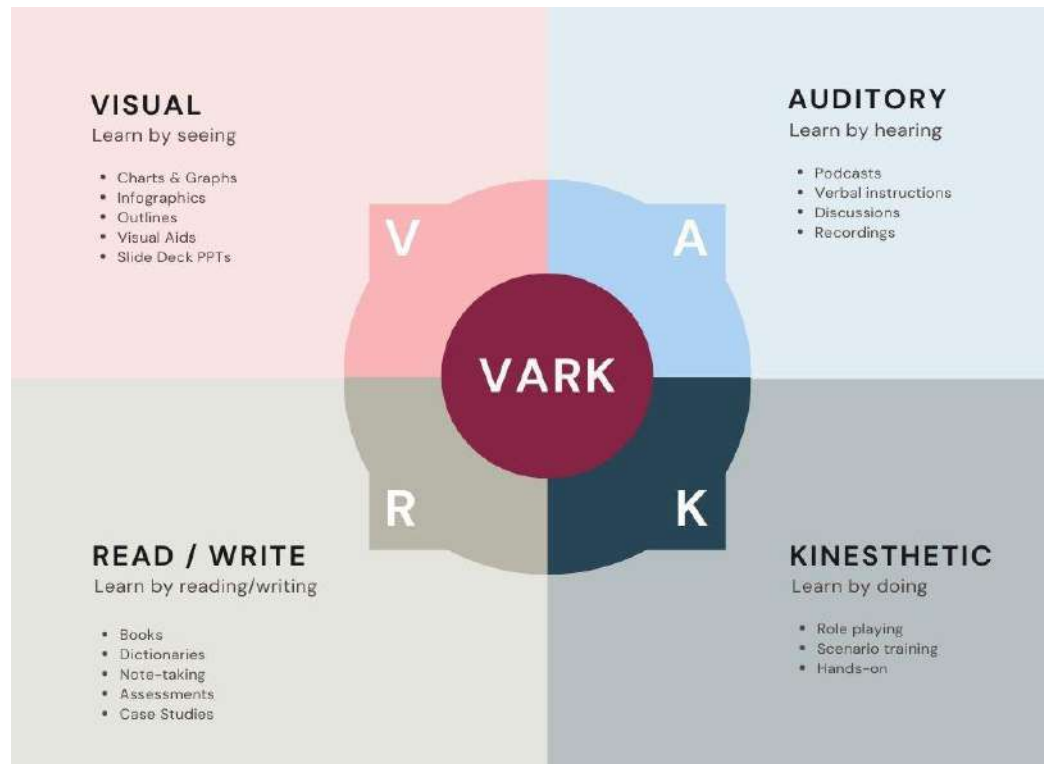 VISUAL
Learn by seeing
• Charts & Graphs
• Infographics
• Outlines
• Visual Aids
• Slide Deck PPTs
AUDITORY
Learn by hearing
• Podcasts
• Verbal instructions
• Discussions
• Recordings
V
A
VARK
R
K
READ / WRITE
Learn by reading/writing
• Books
• Dictionaries
• Note-taking
• Assessments
• Case Studies
KINESTHETIC
Learn by doing
• Role playing
• Scenario training
• Hands-on